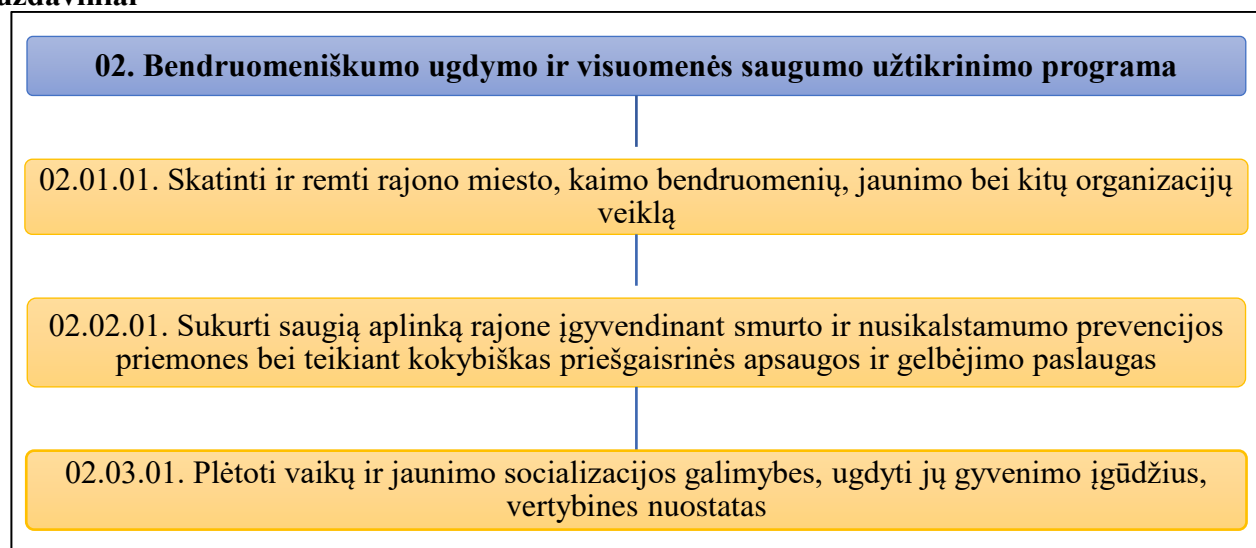 uždaviniai
02. Bendruomeniškumo ugdymo ir visuomenės saugumo užtikrinimo programa
02.01.01. Skatinti ir remti rajono miesto, kaimo bendruomenių, jaunimo bei kitų organizacijų
veiklą
02.02.01. Sukurti saugią aplinką rajone įgyvendinant smurto ir nusikalstamumo prevencijos
priemones bei teikiant kokybiškas priešgaisrinės apsaugos ir gelbėjimo paslaugas
02.03.01. Plėtoti vaikų ir jaunimo socializacijos galimybes, ugdyti jų gyvenimo įgūdžius,
vertybines nuostatas